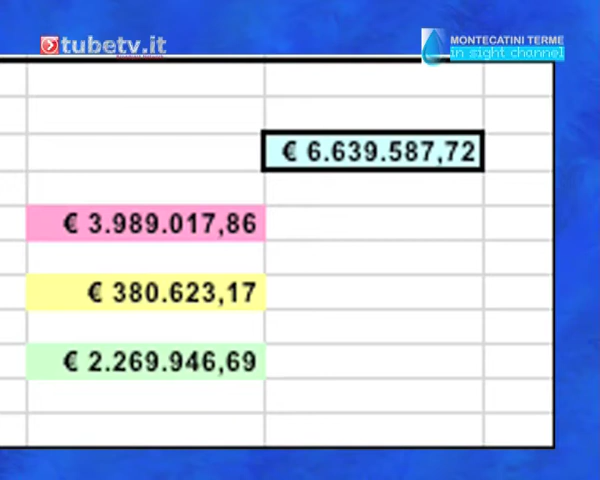 tubetv.it
MONTECATINI TERME
in sight channel
€ 6.639.587,72
€ 3.989.017,86
€ 380.623,17
€ 2.269.946,69